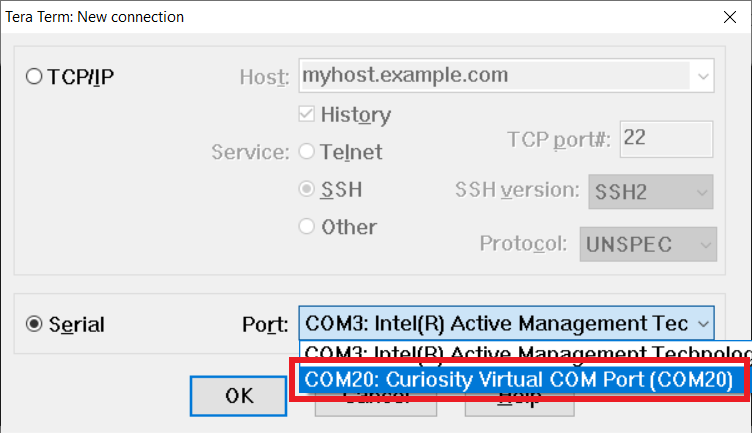 Tera Term: New connection
TCP/IP Host: myhost.example.com
History
Service: Telnet TCP port#: 22
SSH SSH version: SSH2
Other Protocol: UNSPEC
Serial Port: COM3: Intel(R) Active Management Tec
COM3: Intel(R) Active Management Technolog
COM20: Curiosity Virtual COM Port (COM20)
OK Cancel Help